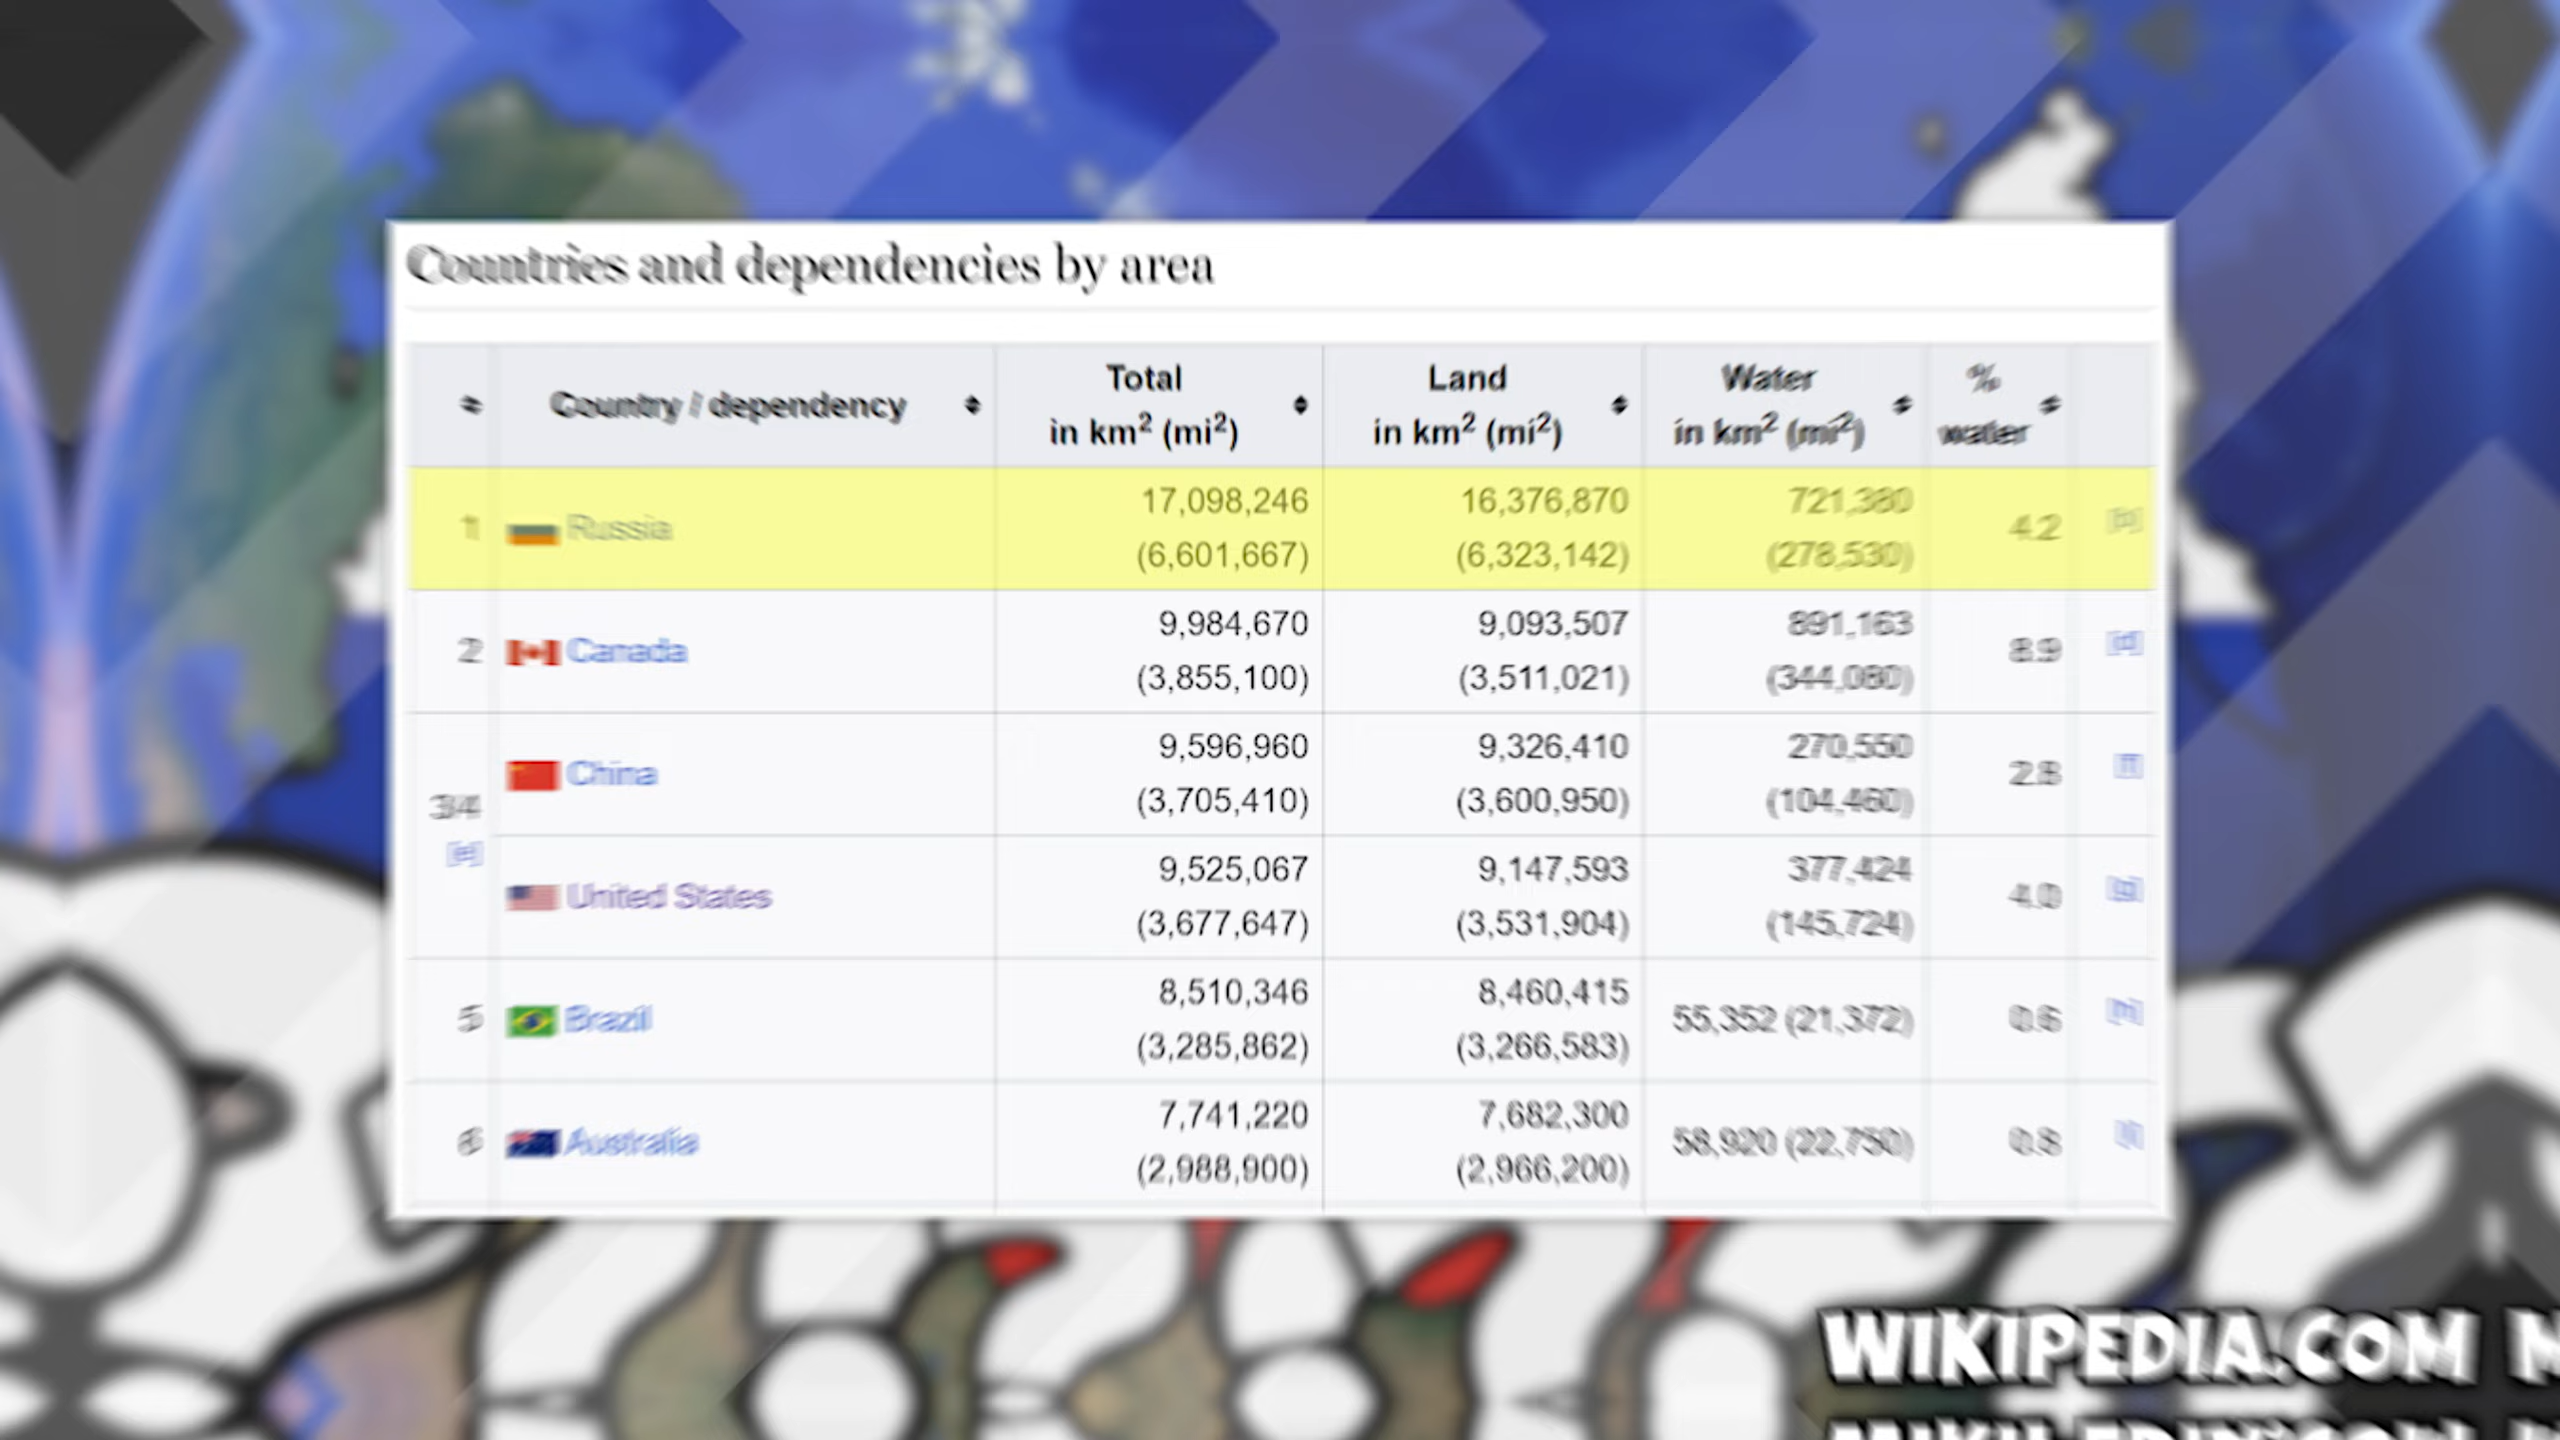 Countries and dependencies by area
Country / dependency
Total
in km² (mi²)
Land
in km² (mi²)
Water
in km² (mi²)
%
water
1
Russia
17,098,246
(6,601,667)
16,376,870
(6,323,142)
721,380
(278,530)
4.2
[b]
2
Canada
9,984,670
(3,855,100)
9,093,507
(3,511,021)
891,163
(344,080)
8.9
[d]
3/4
[e]
China
9,596,960
(3,705,410)
9,326,410
(3,600,950)
270,550
(104,460)
2.8
[f]
United States
9,525,067
(3,677,647)
9,147,593
(3,531,904)
377,424
(145,724)
4.0
[g]
5
Brazil
8,510,346
(3,285,862)
8,460,415
(3,266,583)
55,352 (21,372)
0.6
[h]
6
Australia
7,741,220
(2,988,900)
7,682,300
(2,966,200)
58,920 (22,750)
0.8
WIKIPEDIA.COM